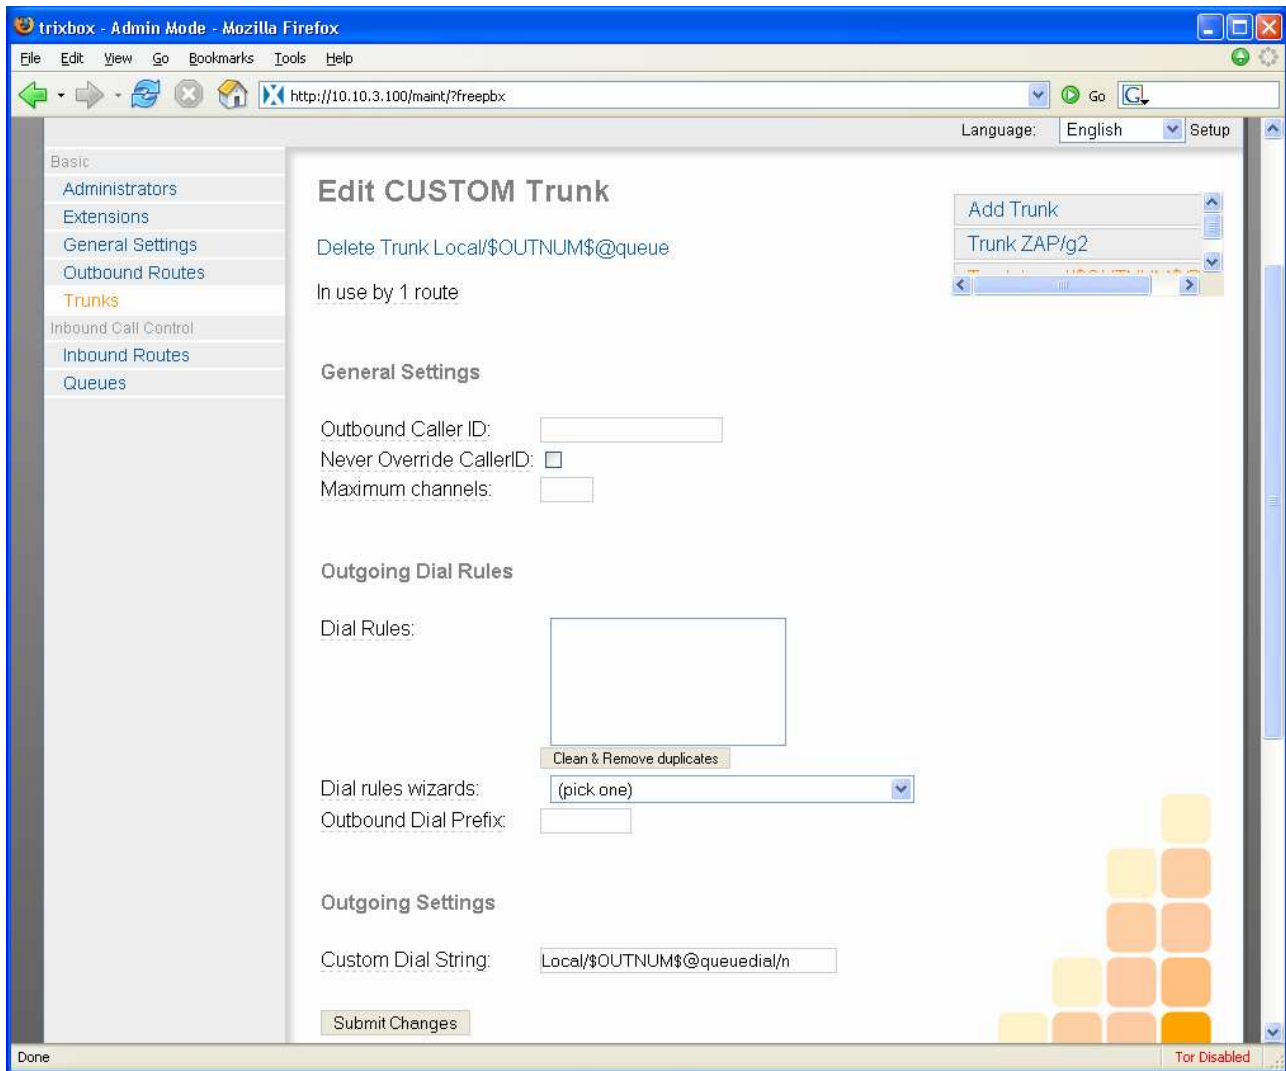 trixbox - Admin Mode - Mozilla Firefox
File Edit View Go Bookmarks Tools Help
http://10.10.3.100/maint/?freepbx Go G
Language: English Setup
Basic
Administrators
Extensions
General Settings
Outbound Routes
Trunks
Inbound Call Control
Inbound Routes
Queues
Edit CUSTOM Trunk
Delete Trunk Local/$OUTNUM$@queue
In use by 1 route
Add Trunk
Trunk ZAP/g2
General Settings
Outbound Caller ID:
Never Override CallerID:
Maximum channels:
Outgoing Dial Rules
Dial Rules:
Clean & Remove duplicates
Dial rules wizards: (pick one)
Outbound Dial Prefix:
Outgoing Settings
Custom Dial String: Local/$OUTNUM$@queuedial/n
Submit Changes
Done Tor Disabled